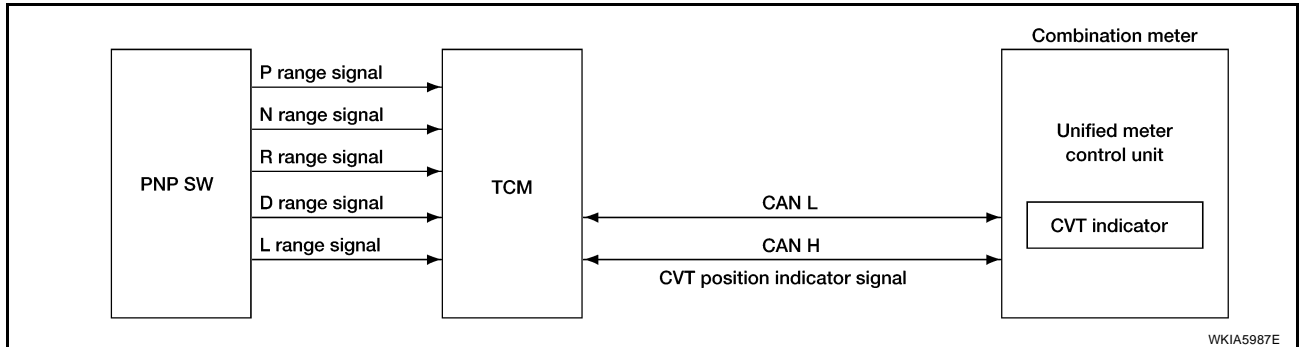 Combination meter
P range signal
N range signal
R range signal
D range signal
L range signal
PNP SW
TCM
CAN L
CAN H
CVT position indicator signal
Unified meter
control unit
CVT indicator
WKIA5987E